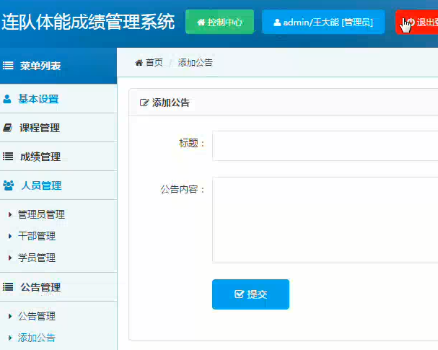 连队体能成绩管理系统
控制中心
admin/王大能 [管理员]
退出
菜单列表
首页 / 添加公告
基本设置
课程管理
成绩管理
人员管理
管理员管理
干部管理
学员管理
公告管理
公告管理
添加公告
添加公告
标题：
公告内容：
提交